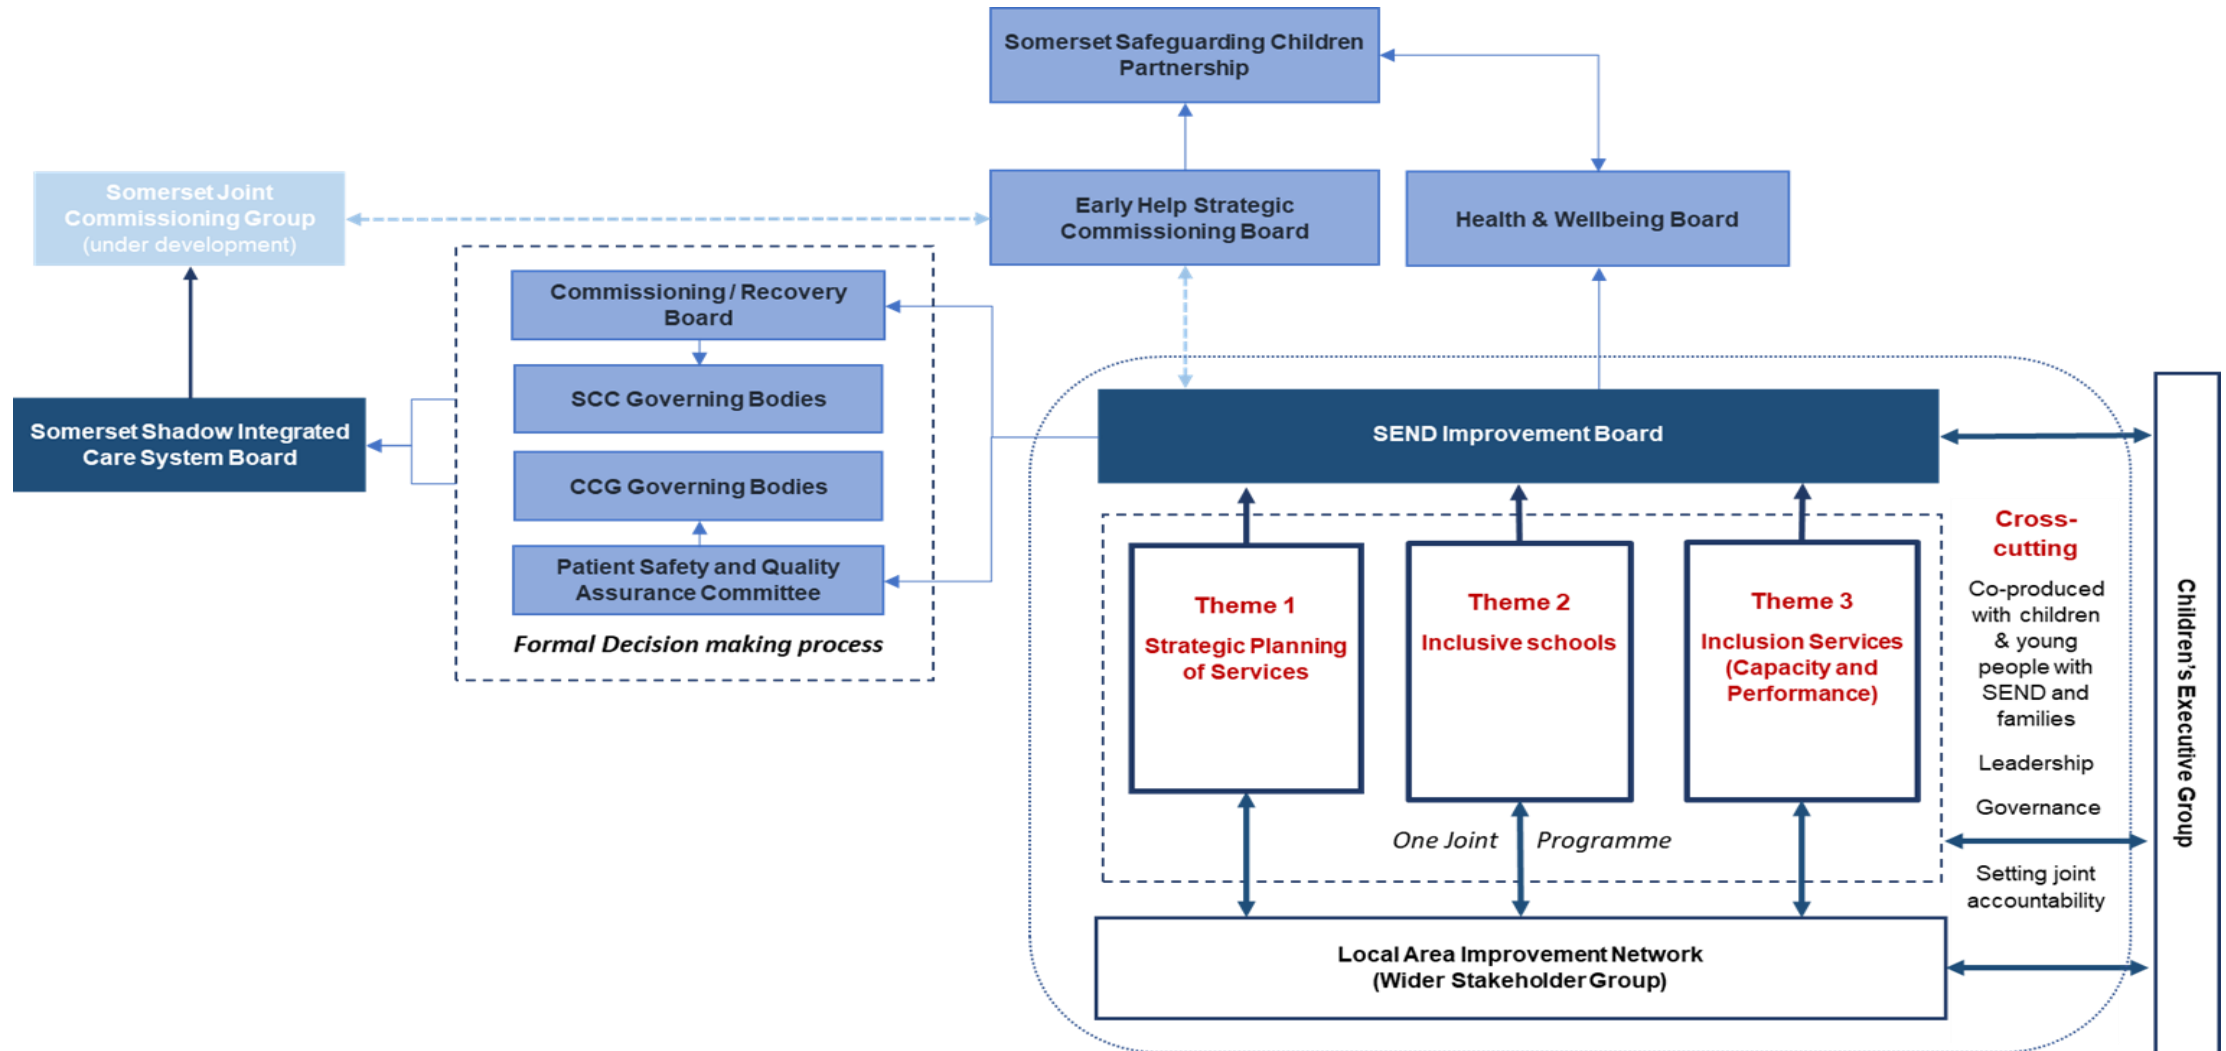 Somerset Safeguarding Children
Partnership
Somerset Joint
Commissioning Group
(under development)
Early Help Strategic
Commissioning Board
Health & Wellbeing Board
Commissioning / Recovery
Board
SCC Governing Bodies
CCG Governing Bodies
Patient Safety and Quality
Assurance Committee
Formal Decision making process
Somerset Shadow Integrated
Care System Board
SEND Improvement Board
Theme 1
Strategic Planning
of Services
Theme 2
Inclusive schools
Theme 3
Inclusion Services
(Capacity and
Performance)
One Joint Programme
Cross-
cutting
Co-produced
with children
& young
people with
SEND and
families
Leadership
Governance
Setting joint
accountability
Local Area Improvement Network
(Wider Stakeholder Group)
Children's Executive Group